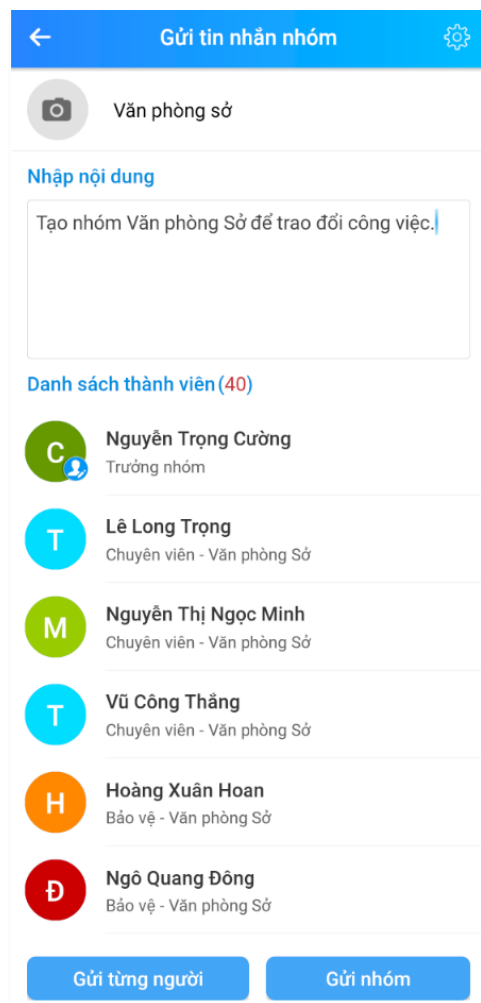 Gửi tin nhắn nhóm
Văn phòng sở
Nhập nội dung
Tạo nhóm Văn phòng Sở để trao đổi công việc.
Danh sách thành viên(40)
C
Nguyễn Trọng Cường
Trưởng nhóm
T
Lê Long Trọng
Chuyên viên - Văn phòng Sở
M
Nguyễn Thị Ngọc Minh
Chuyên viên - Văn phòng Sở
T
Vũ Công Thắng
Chuyên viên - Văn phòng Sở
H
Hoàng Xuân Hoan
Bảo vệ - Văn phòng Sở
Đ
Ngô Quang Đông
Bảo vệ - Văn phòng Sở
Gửi từng người Gửi nhóm